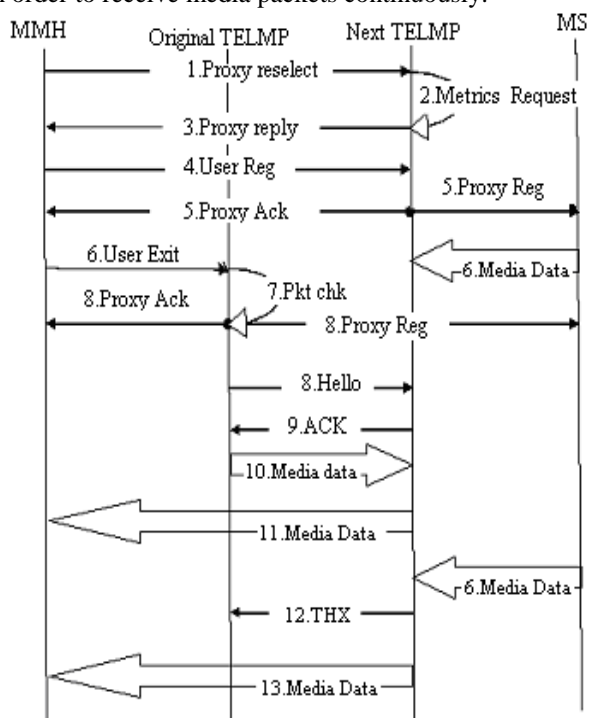 n order to receive media packets continuously.
MMH Original TELMP Next TELMP MS
1.Proxy reselect
2.Metrics Request
3.Proxy reply
4.User Reg
5.Proxy Reg
5.Proxy Ack
6.User Exit
6.Media Data
7.Pkt chk
8.Proxy Ack
8.Proxy Reg
8.Hello
9.ACK
10.Media data
11.Media Data
6.Media Data
12.THX
13.Media Data